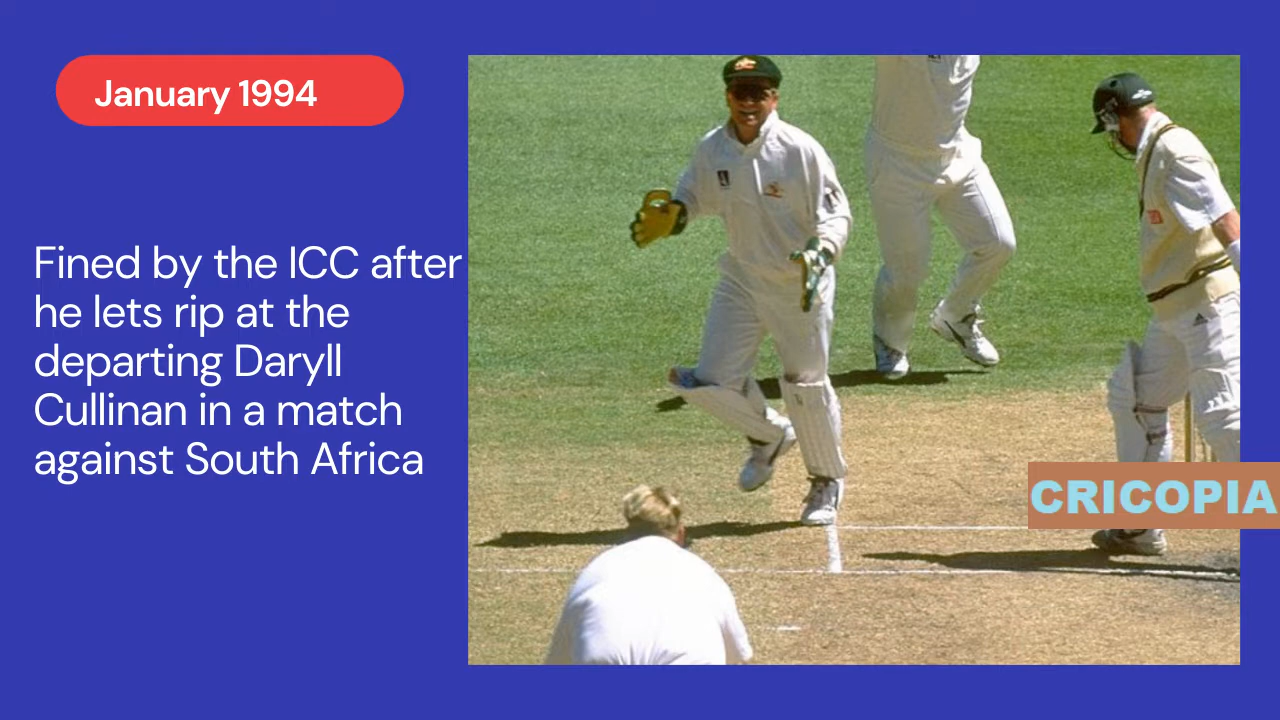 January 1994
Fined by the ICC after
he lets rip at the
departing Daryll
Cullinan in a match
against South Africa
CRICOPIA